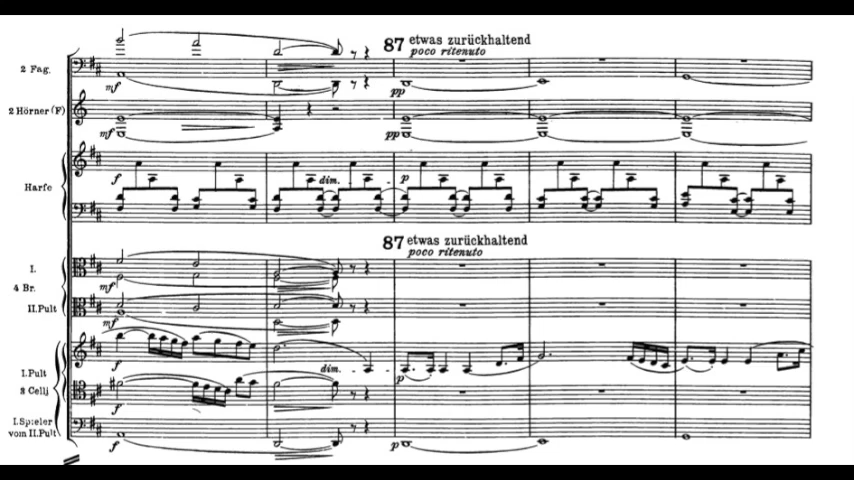 87 etwas zurückhaltend
poco ritenuto
2 Fag.
mf
pp
2 Hörner (F)
mf
pp
Harfe
f
dim.
p
87 etwas zurückhaltend
poco ritenuto
I.
4 Br.
mf
II.Pult
mf
I.Pult
f
dim.
p
3 Celli
f
I.Spieler
vom II.Pult
f
p